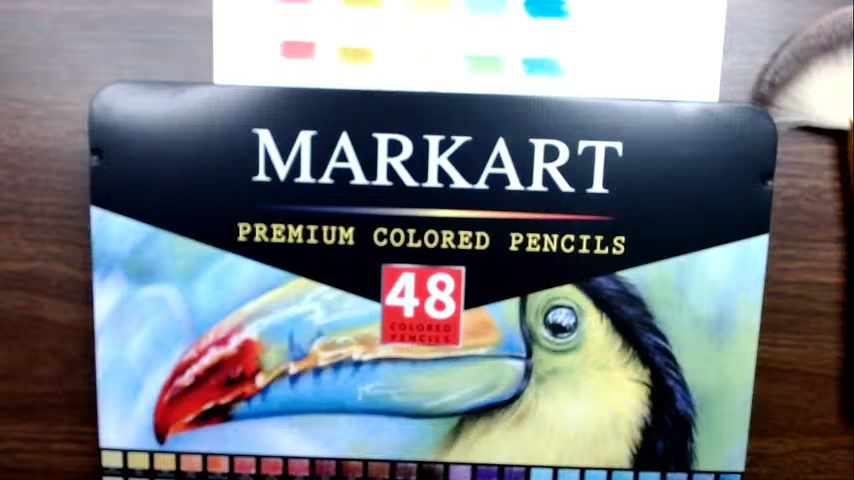 MARKART
PREMIUM COLORED PENCILS
48
COLORED
PENCILS